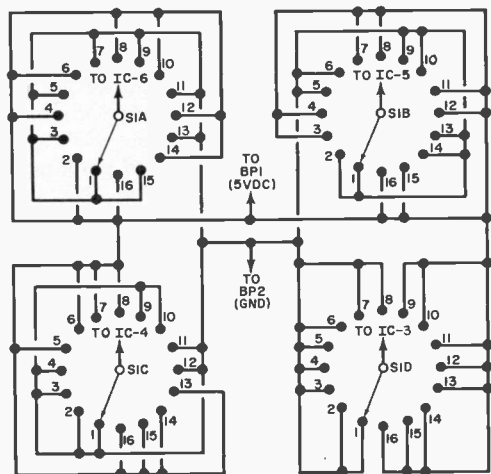 7 8 9 10
6 TO IC-6 11
5
4 S1A 12
3 13
2 14
1 16 15
7 8 9 10
6 TO IC-5 11
5
4 S1B 12
3 13
2 14
1 16 15
TO
BP1
(5VDC)
TO
BP2
(GND)
7 8 9 10
6 TO IC-4
5 11
4 S1C 12
3 13
2 14
1 16 15
7 8 9 10
6 TO IC-3
5 11
4 S1D 12
3 13
2 14
1 16 15